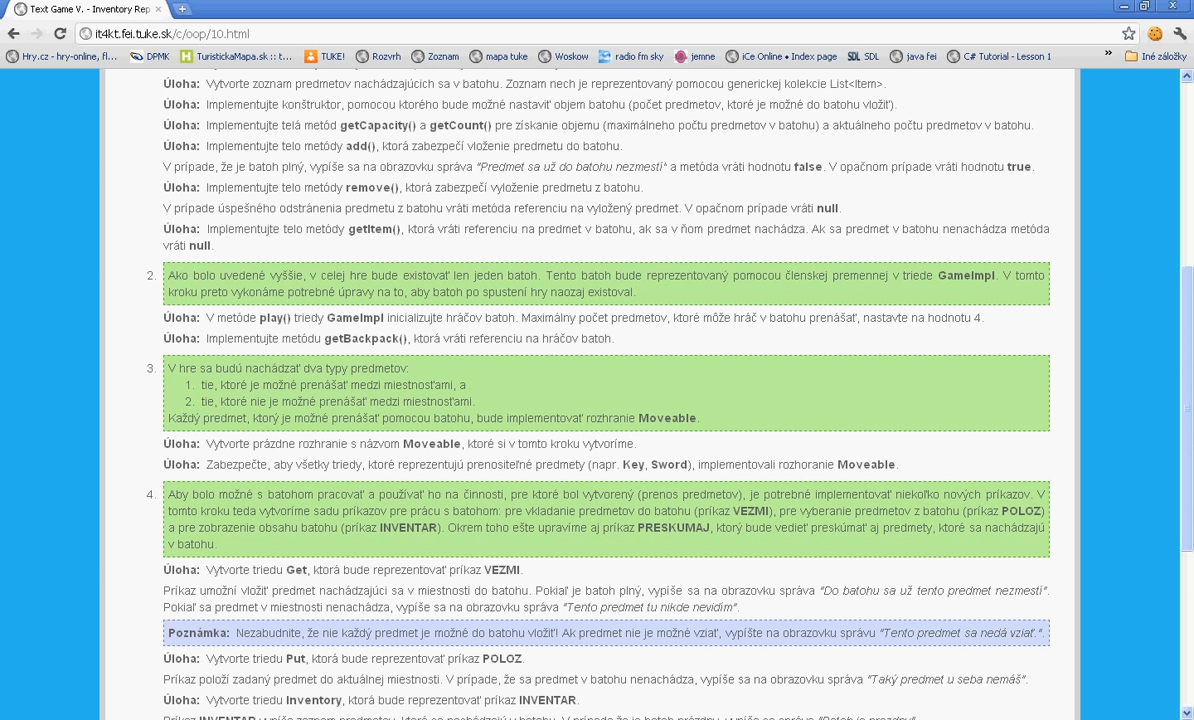 Text Game V. - Inventory Rep
it4kt.fei.tuke.sk/c/oop/10.html
Hry.cz - hry-online, fl... DPMK TuristickaMapa.sk :: t... TUKE! Rozvrh Zoznam mapa tuke Woskow radio fm sky jemne iCe Online • Index page SDL SDL java fei C# Tutorial - Lesson 1 » Iné záložky
Úloha: Vytvorte zoznam predmetov nachádzajúcich sa v batohu. Zoznam nech je reprezentovaný pomocou generickej kolekcie List<Item>.
Úloha: Implementujte konštruktor, pomocou ktorého bude možné nastaviť objem batohu (počet predmetov, ktoré je možné do batohu vložiť).
Úloha: Implementujte telá metód getCapacity() a getCount() pre získanie objemu (maximálneho počtu predmetov v batohu) a aktuálneho počtu predmetov v batohu.
Úloha: Implementujte telo metódy add(), ktorá zabezpečí vloženie predmetu do batohu.
V prípade, že je batoh plný, vypíše sa na obrazovku správa "Predmet sa už do batohu nezmestí" a metóda vráti hodnotu false. V opačnom prípade vráti hodnotu true.
Úloha: Implementujte telo metódy remove(), ktorá zabezpečí vyloženie predmetu z batohu.
V prípade úspešného odstránenia predmetu z batohu vráti metóda referenciu na vyložený predmet. V opačnom prípade vráti null.
Úloha: Implementujte telo metódy getItem(), ktorá vráti referenciu na predmet v batohu, ak sa v ňom predmet nachádza. Ak sa predmet v batohu nenachádza metóda
vráti null.
2. Ako bolo uvedené vyššie, v celej hre bude existovať len jeden batoh. Tento batoh bude reprezentovaný pomocou členskej premennej v triede GameImpl. V tomto
kroku preto vykonáme potrebné úpravy na to, aby batoh po spustení hry naozaj existoval.
Úloha: V metóde play() triedy GameImpl inicializujte hráčov batoh. Maximálny počet predmetov, ktoré môže hráč v batohu prenášať, nastavte na hodnotu 4.
Úloha: Implementujte metódu getBackpack(), ktorá vráti referenciu na hráčov batoh.
3. V hre sa budú nachádzať dva typy predmetov:
1. tie, ktoré je možné prenášať medzi miestnosťami, a
2. tie, ktoré nie je možné prenášať medzi miestnosťami.
Každý predmet, ktorý je možné prenášať pomocou batohu, bude implementovať rozhranie Moveable.
Úloha: Vytvorte prázdne rozhranie s názvom Moveable, ktoré si v tomto kroku vytvoríme.
Úloha: Zabezpečte, aby všetky triedy, ktoré reprezentujú prenositeľné predmety (napr. Key, Sword), implementovali rozhoranie Moveable.
4. Aby bolo možné s batohom pracovať a používať ho na činnosti, pre ktoré bol vytvorený (prenos predmetov), je potrebné implementovať niekoľko nových príkazov. V
tomto kroku teda vytvoríme sadu príkazov pre prácu s batohom: pre vkladanie predmetov do batohu (príkaz VEZMI), pre vyberanie predmetov z batohu (príkaz POLOZ)
a pre zobrazenie obsahu batohu (príkaz INVENTAR). Okrem toho ešte upravíme aj príkaz PRESKUMAJ, ktorý bude vedieť preskúmať aj predmety, ktoré sa nachádzajú
v batohu.
Úloha: Vytvorte triedu Get, ktorá bude reprezentovať príkaz VEZMI.
Príkaz umožní vložiť predmet nachádzajúci sa v miestnosti do batohu. Pokiaľ je batoh plný, vypíše sa na obrazovku správa "Do batohu sa už tento predmet nezmestí".
Pokiaľ sa predmet v miestnosti nenachádza, vypíše sa na obrazovku správa "Tento predmet tu nikde nevidím".
Poznámka: Nezabudnite, že nie každý predmet je možné do batohu vložiť! Ak predmet nie je možné vziať, vypíšte na obrazovku správu "Tento predmet sa nedá vziať.".
Úloha: Vytvorte triedu Put, ktorá bude reprezentovať príkaz POLOZ.
Príkaz položí zadaný predmet do aktuálnej miestnosti. V prípade, že sa predmet v batohu nenachádza, vypíše sa na obrazovku správa "Taký predmet u seba nemáš".
Úloha: Vytvorte triedu Inventory, ktorá bude reprezentovať príkaz INVENTAR.
Príkaz INVENTAR vypíše zoznam predmetov, ktoré sa nachádzajú v batohu. V prípade, že je batoh prázdny, vypíše sa správa "Batoh je prazdny".